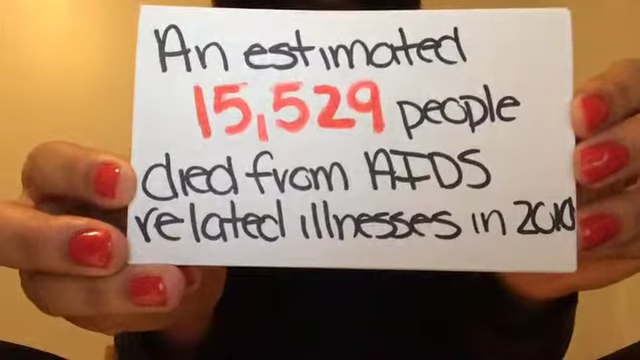 An estimated
15,529 people
died from AIDS
related illnesses in 2010